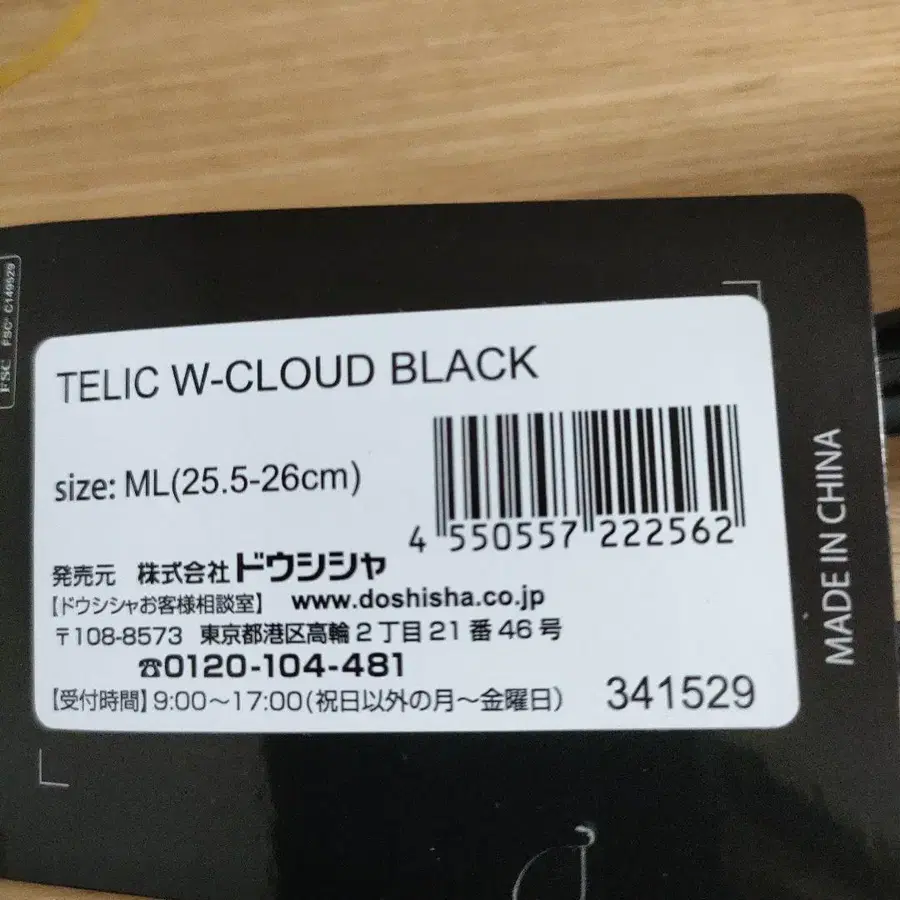 TELIC W-CLOUD BLACK
size: ML(25.5-26cm)
4 550557 222562
発売元 株式会社ドウシシャ
【ドウシシャお客様相談室】 www.doshisha.co.jp
〒108-8573 東京都港区高輪2丁目21番46号
☎0120-104-481
【受付時間】9:00～17:00(祝日以外の月～金曜日)
341529
MADE IN CHINA
FSC
FSC® C149529